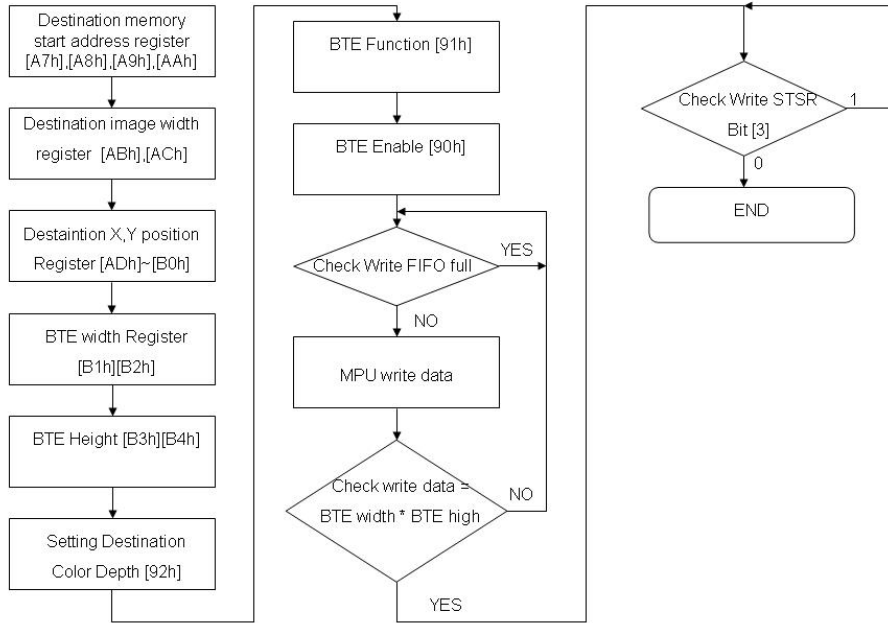 Destination memory
start address register
[A7h],[A8h],[A9h],[AAh]
Destination image width
register [ABh],[ACh]
Destaintion X,Y position
Register [ADh]~[B0h]
BTE width Register
[B1h][B2h]
BTE Height [B3h][B4h]
Setting Destination
Color Depth [92h]
BTE Function [91h]
BTE Enable [90h]
Check Write FIFO full
YES
NO
MPU write data
Check write data =
BTE width * BTE high
NO
YES
Check Write STSR
Bit [3]
1
0
END